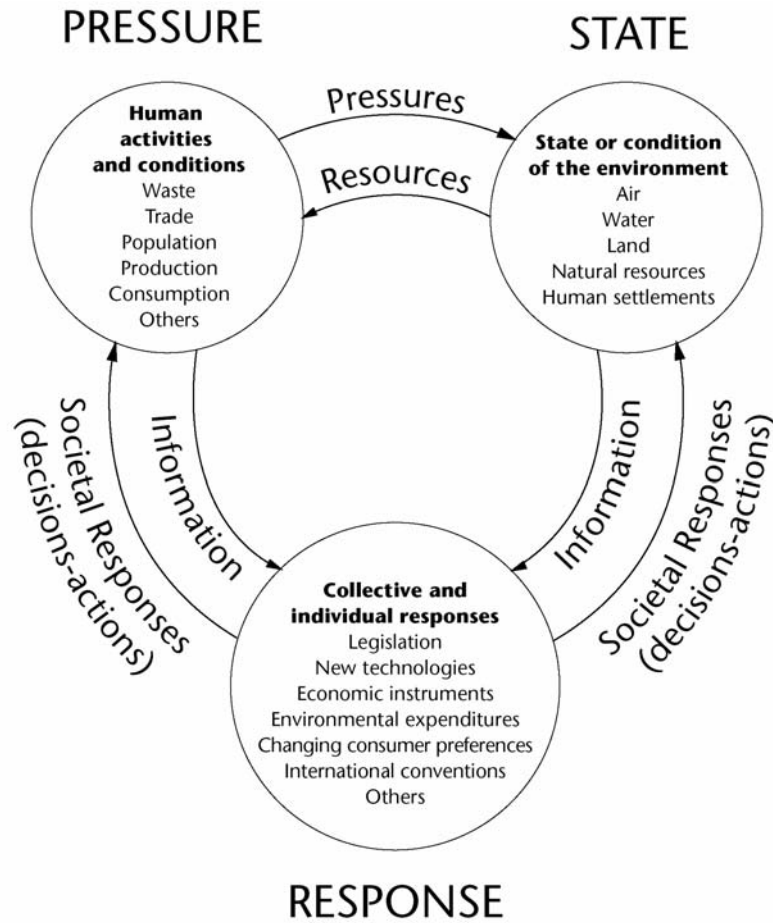 PRESSURE
STATE
Human
activities
and conditions
Waste
Trade
Population
Production
Consumption
Others
Pressures
Resources
State or condition
of the environment
Air
Water
Land
Natural resources
Human settlements
Societal Responses
(decisions-actions)
Information
Information
Societal Responses
(decisions-actions)
Collective and
individual responses
Legislation
New technologies
Economic instruments
Environmental expenditures
Changing consumer preferences
International conventions
Others
RESPONSE